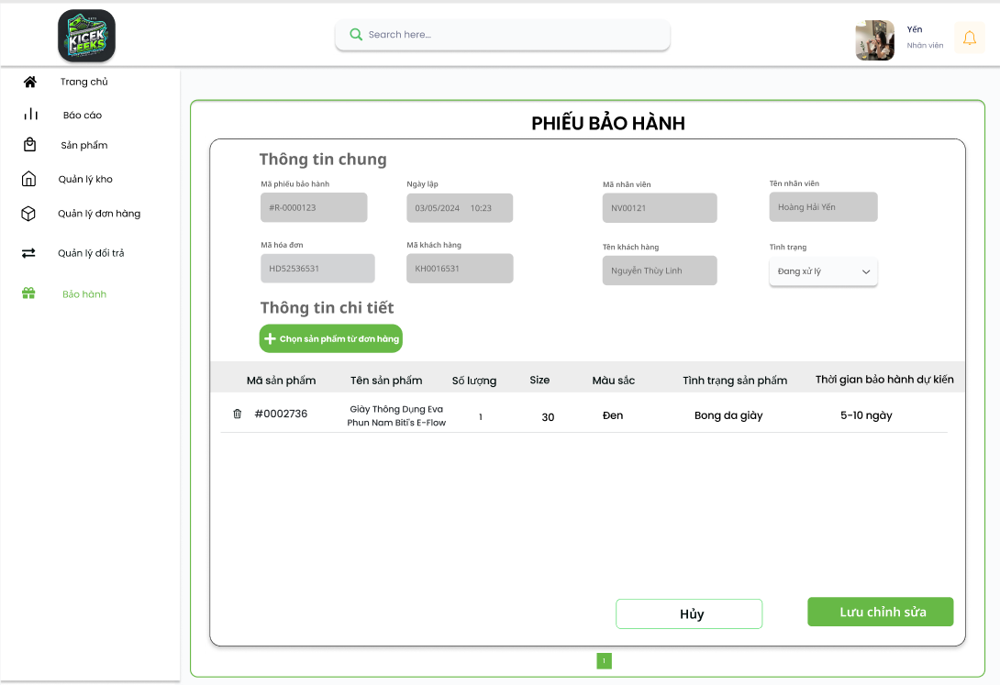 KICEK
GEEKS
Search here...
Yến
Nhân viên
Trang chủ
Báo cáo
Sản phẩm
Quản lý kho
Quản lý đơn hàng
Quản lý đổi trả
Bảo hành
PHIẾU BẢO HÀNH
Thông tin chung
Mã phiếu bảo hành
Ngày lập
Mã nhân viên
Tên nhân viên
#R-0000123
03/05/2024 10:23
NV00121
Hoàng Hải Yến
Mã hóa đơn
Mã khách hàng
Tên khách hàng
Tình trạng
HD52536531
KH0016531
Nguyễn Thùy Linh
Đang xử lý
Thông tin chi tiết
Chọn sản phẩm từ đơn hàng
Mã sản phẩm
Tên sản phẩm
Số lượng
Size
Màu sắc
Tình trạng sản phẩm
Thời gian bảo hành dự kiến
#0002736
Giày Thông Dụng Eva
Phun Nam Biti's E-Flow
1
30
Đen
Bong da giày
5-10 ngày
Hủy
Lưu chỉnh sửa
1